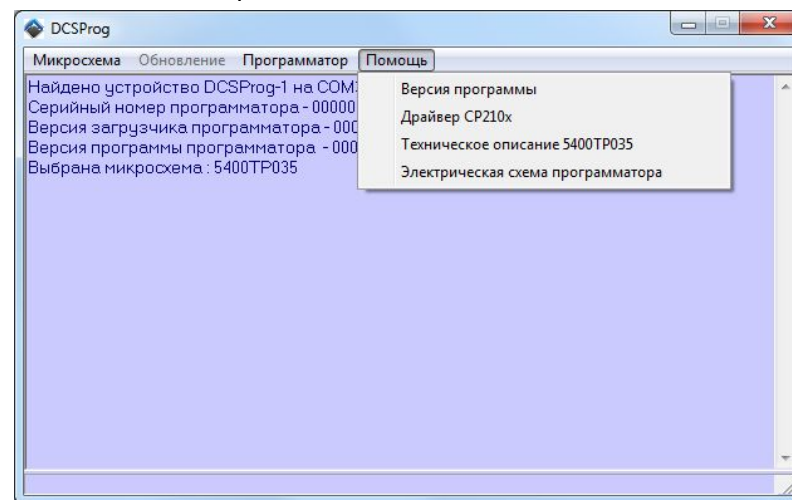 DCSProg
Микросхема Обновление Программатор Помощь
Найдено устройство DCSProg-1 на COM
Серийный номер программатора - 00000
Версия загрузчика программатора - 000
Версия программы программатора - 000
Выбрана микросхема : 5400ТР035
Версия программы
Драйвер CP210x
Техническое описание 5400ТР035
Электрическая схема программатора